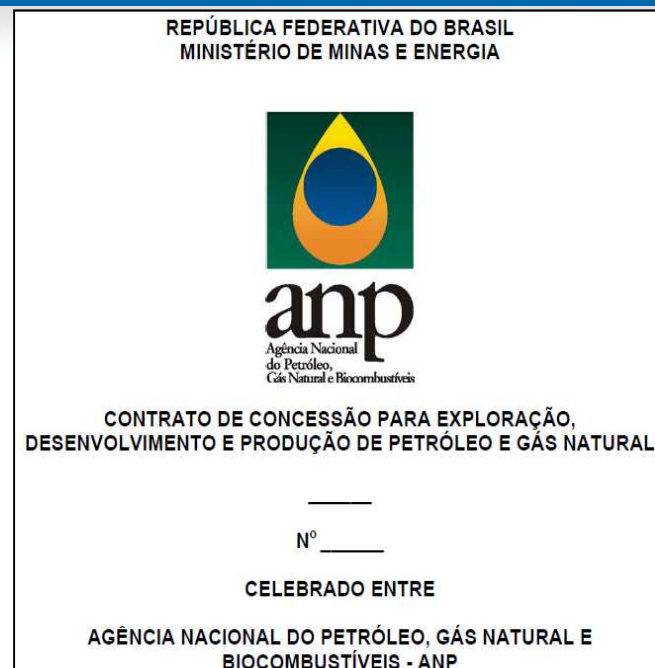 REPÚBLICA FEDERATIVA DO BRASIL
MINISTÉRIO DE MINAS E ENERGIA
anp
Agência Nacional
do Petróleo,
Gás Natural e Biocombustíveis
CONTRATO DE CONCESSÃO PARA EXPLORAÇÃO,
DESENVOLVIMENTO E PRODUÇÃO DE PETRÓLEO E GÁS NATURAL
______
Nº ______
CELEBRADO ENTRE
AGÊNCIA NACIONAL DO PETRÓLEO, GÁS NATURAL E
BIOCOMBUSTÍVEIS - ANP